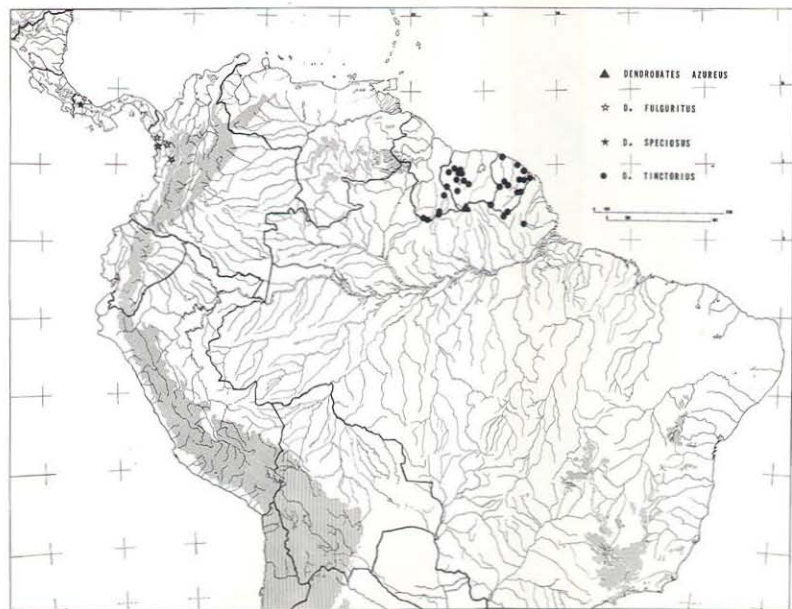 ▲ DENDROBATES AZUREUS
☆ D. FULGURITUS
★ D. SPECIOSUS
● D. TINCTORIUS